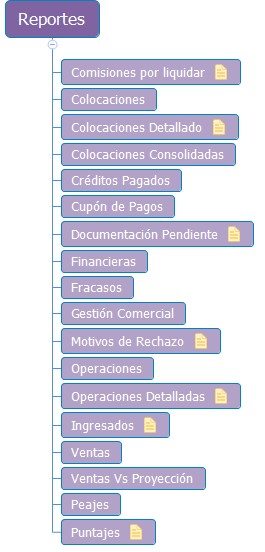 Reportes
Comisiones por liquidar
Colocaciones
Colocaciones Detallado
Colocaciones Consolidadas
Créditos Pagados
Cupón de Pagos
Documentación Pendiente
Financieras
Fracasos
Gestión Comercial
Motivos de Rechazo
Operaciones
Operaciones Detalladas
Ingresados
Ventas
Ventas Vs Proyección
Peajes
Puntajes